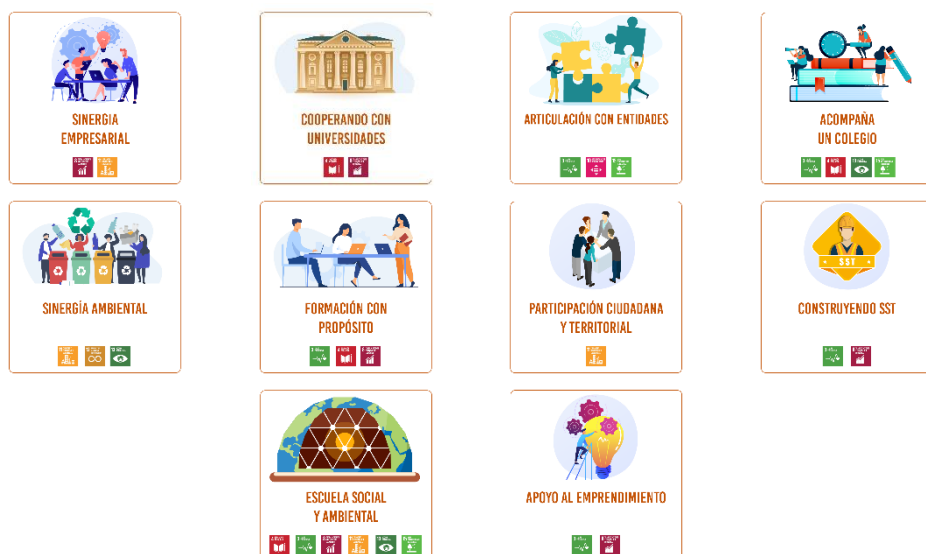 SINERGIA
EMPRESARIAL
COOPERANDO CON
UNIVERSIDADES
ARTICULACIÓN CON ENTIDADES
ACOMPAÑA
UN COLEGIO
SINERGÍA AMBIENTAL
FORMACIÓN CON
PROPÓSITO
PARTICIPACIÓN CIUDADANA
Y TERRITORIAL
SST
CONSTRUYENDO SST
ESCUELA SOCIAL
Y AMBIENTAL
APOYO AL EMPRENDIMIENTO